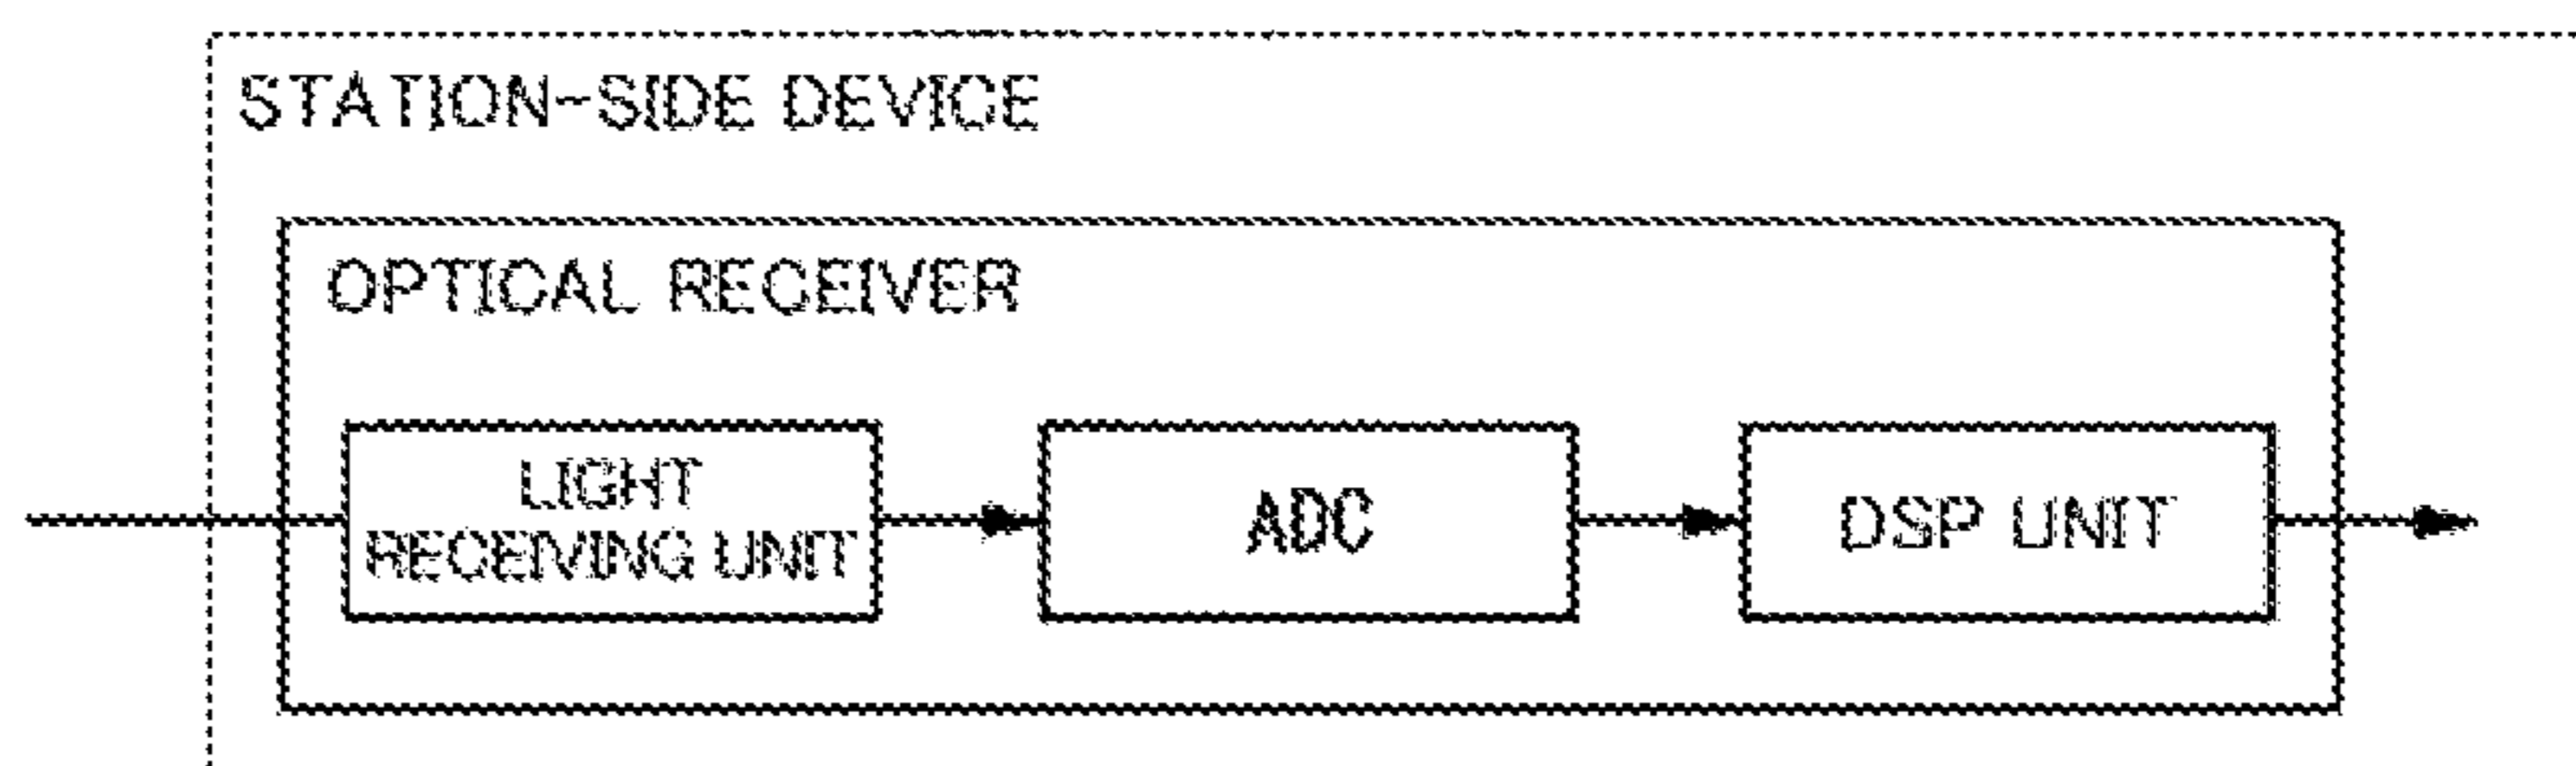 STATION-SIDE DEVICE
OPTICAL RECEIVER
LIGHT
RECEIVING UNIT
ADC
DSP UNIT